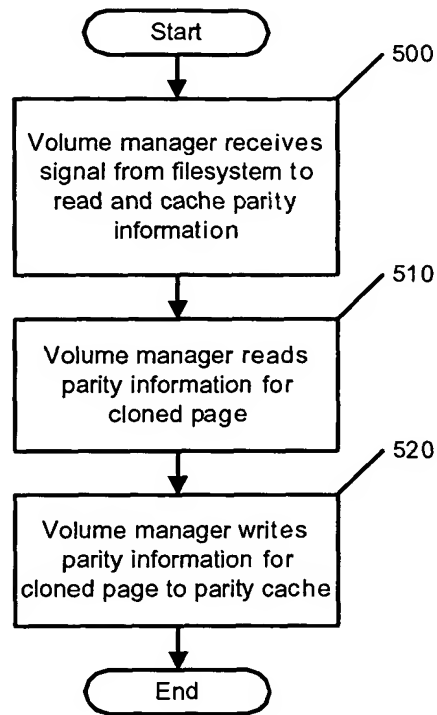 Start
500
Volume manager receives
signal from filesystem to
read and cache parity
information
510
Volume manager reads
parity information for
cloned page
520
Volume manager writes
parity information for
cloned page to parity cache
End